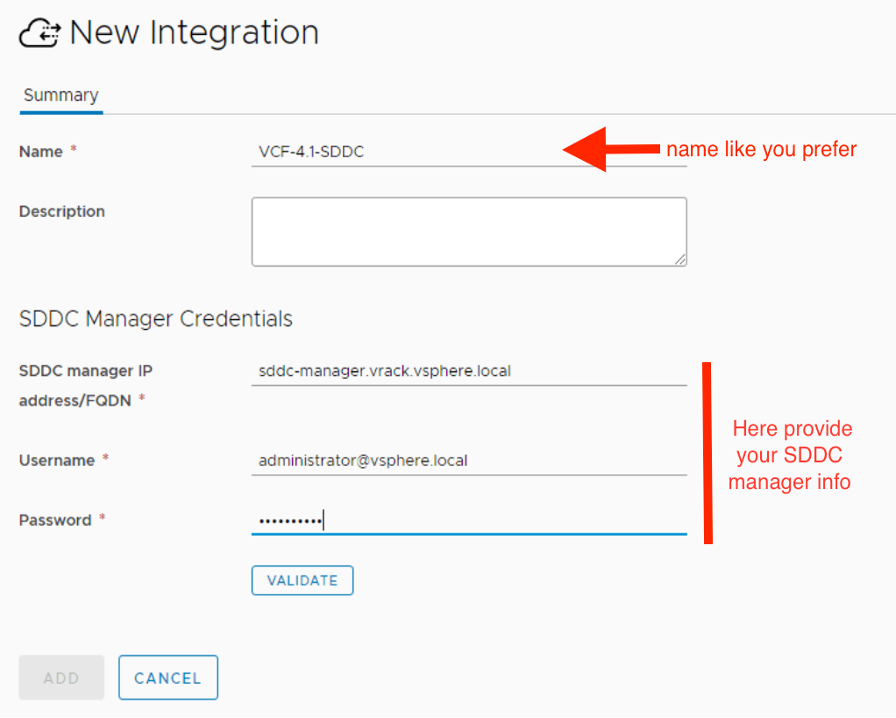 New Integration
Summary
Name *
VCF-4.1-SDDC
name like you prefer
Description
SDDC Manager Credentials
SDDC manager IP
address/FQDN *
sddc-manager.vrack.vsphere.local
Here provide
your SDDC
manager info
Username *
administrator@vsphere.local
Password *
••••••••••
VALIDATE
ADD
CANCEL